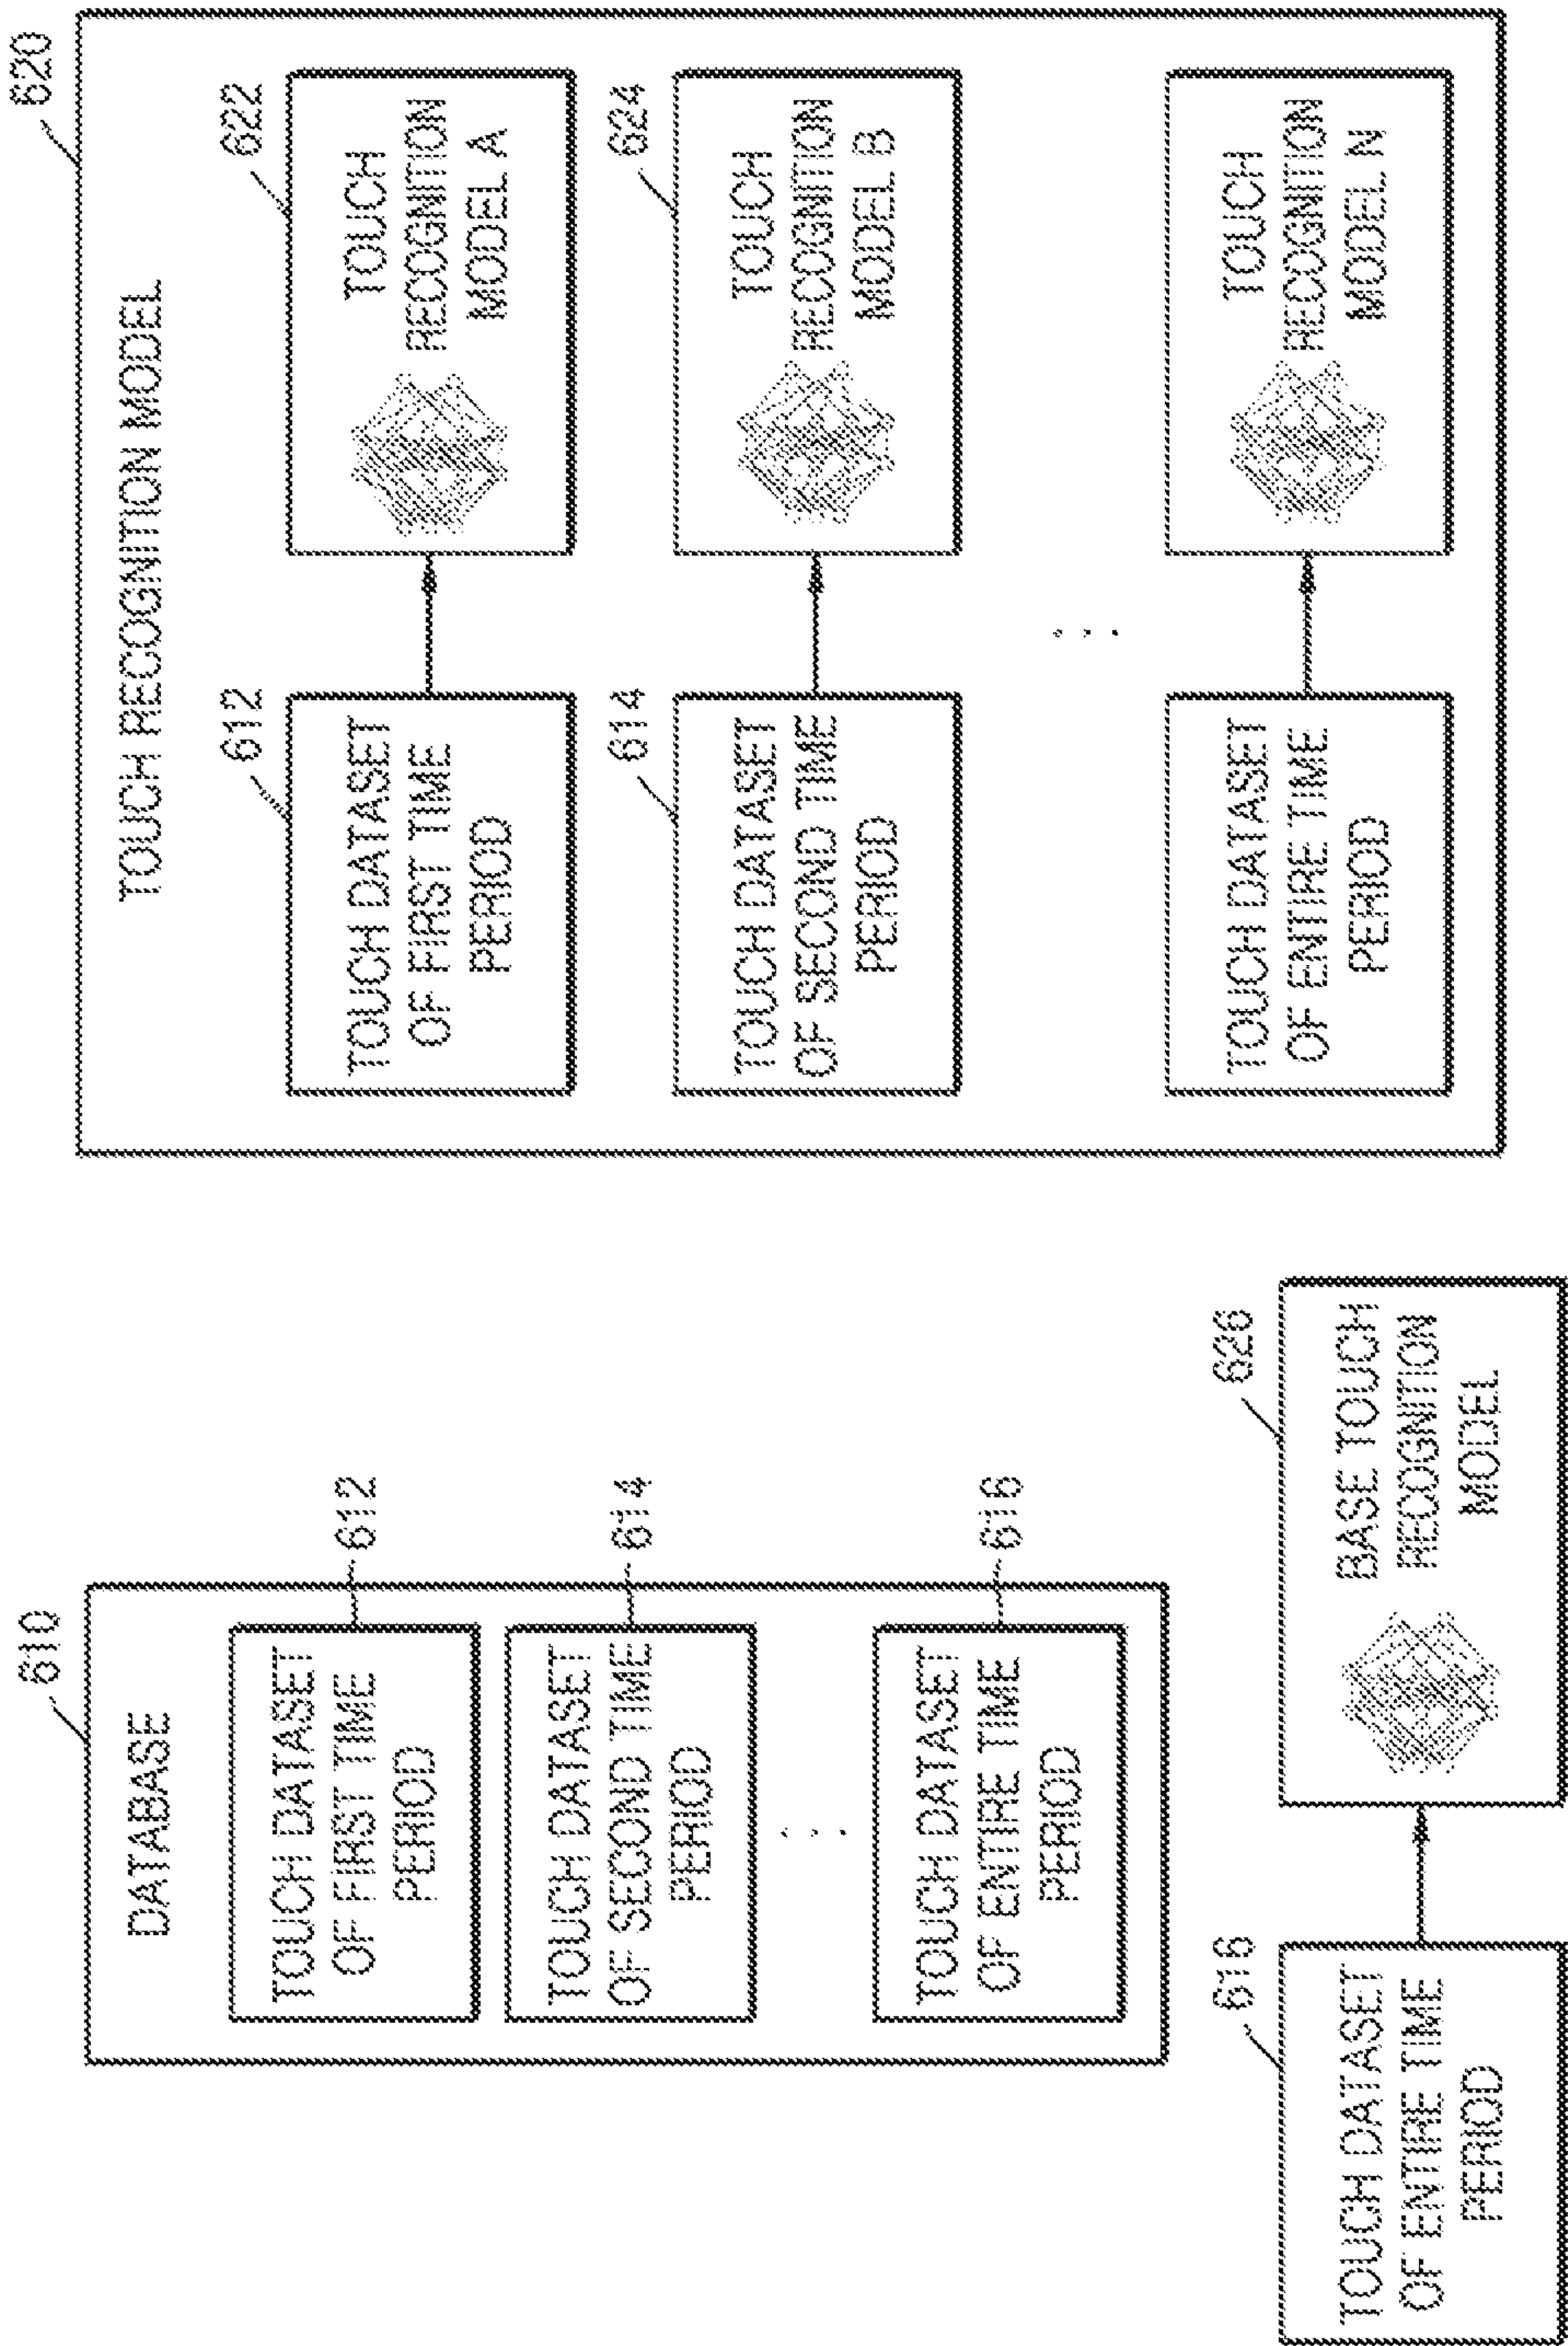 610
DATABASE
TOUCH DATASET
OF FIRST TIME
PERIOD
612
TOUCH DATASET
OF SECOND TIME
PERIOD
614
. . .
TOUCH DATASET
OF ENTIRE TIME
PERIOD
616
616
TOUCH DATASET
OF ENTIRE TIME
PERIOD
626
BASE TOUCH
RECOGNITION
MODEL
620
TOUCH RECOGNITION MODEL
612
TOUCH DATASET
OF FIRST TIME
PERIOD
622
TOUCH
RECOGNITION
MODEL A
614
TOUCH DATASET
OF SECOND TIME
PERIOD
624
TOUCH
RECOGNITION
MODEL B
. . .
TOUCH DATASET
OF ENTIRE TIME
PERIOD
TOUCH
RECOGNITION
MODEL N